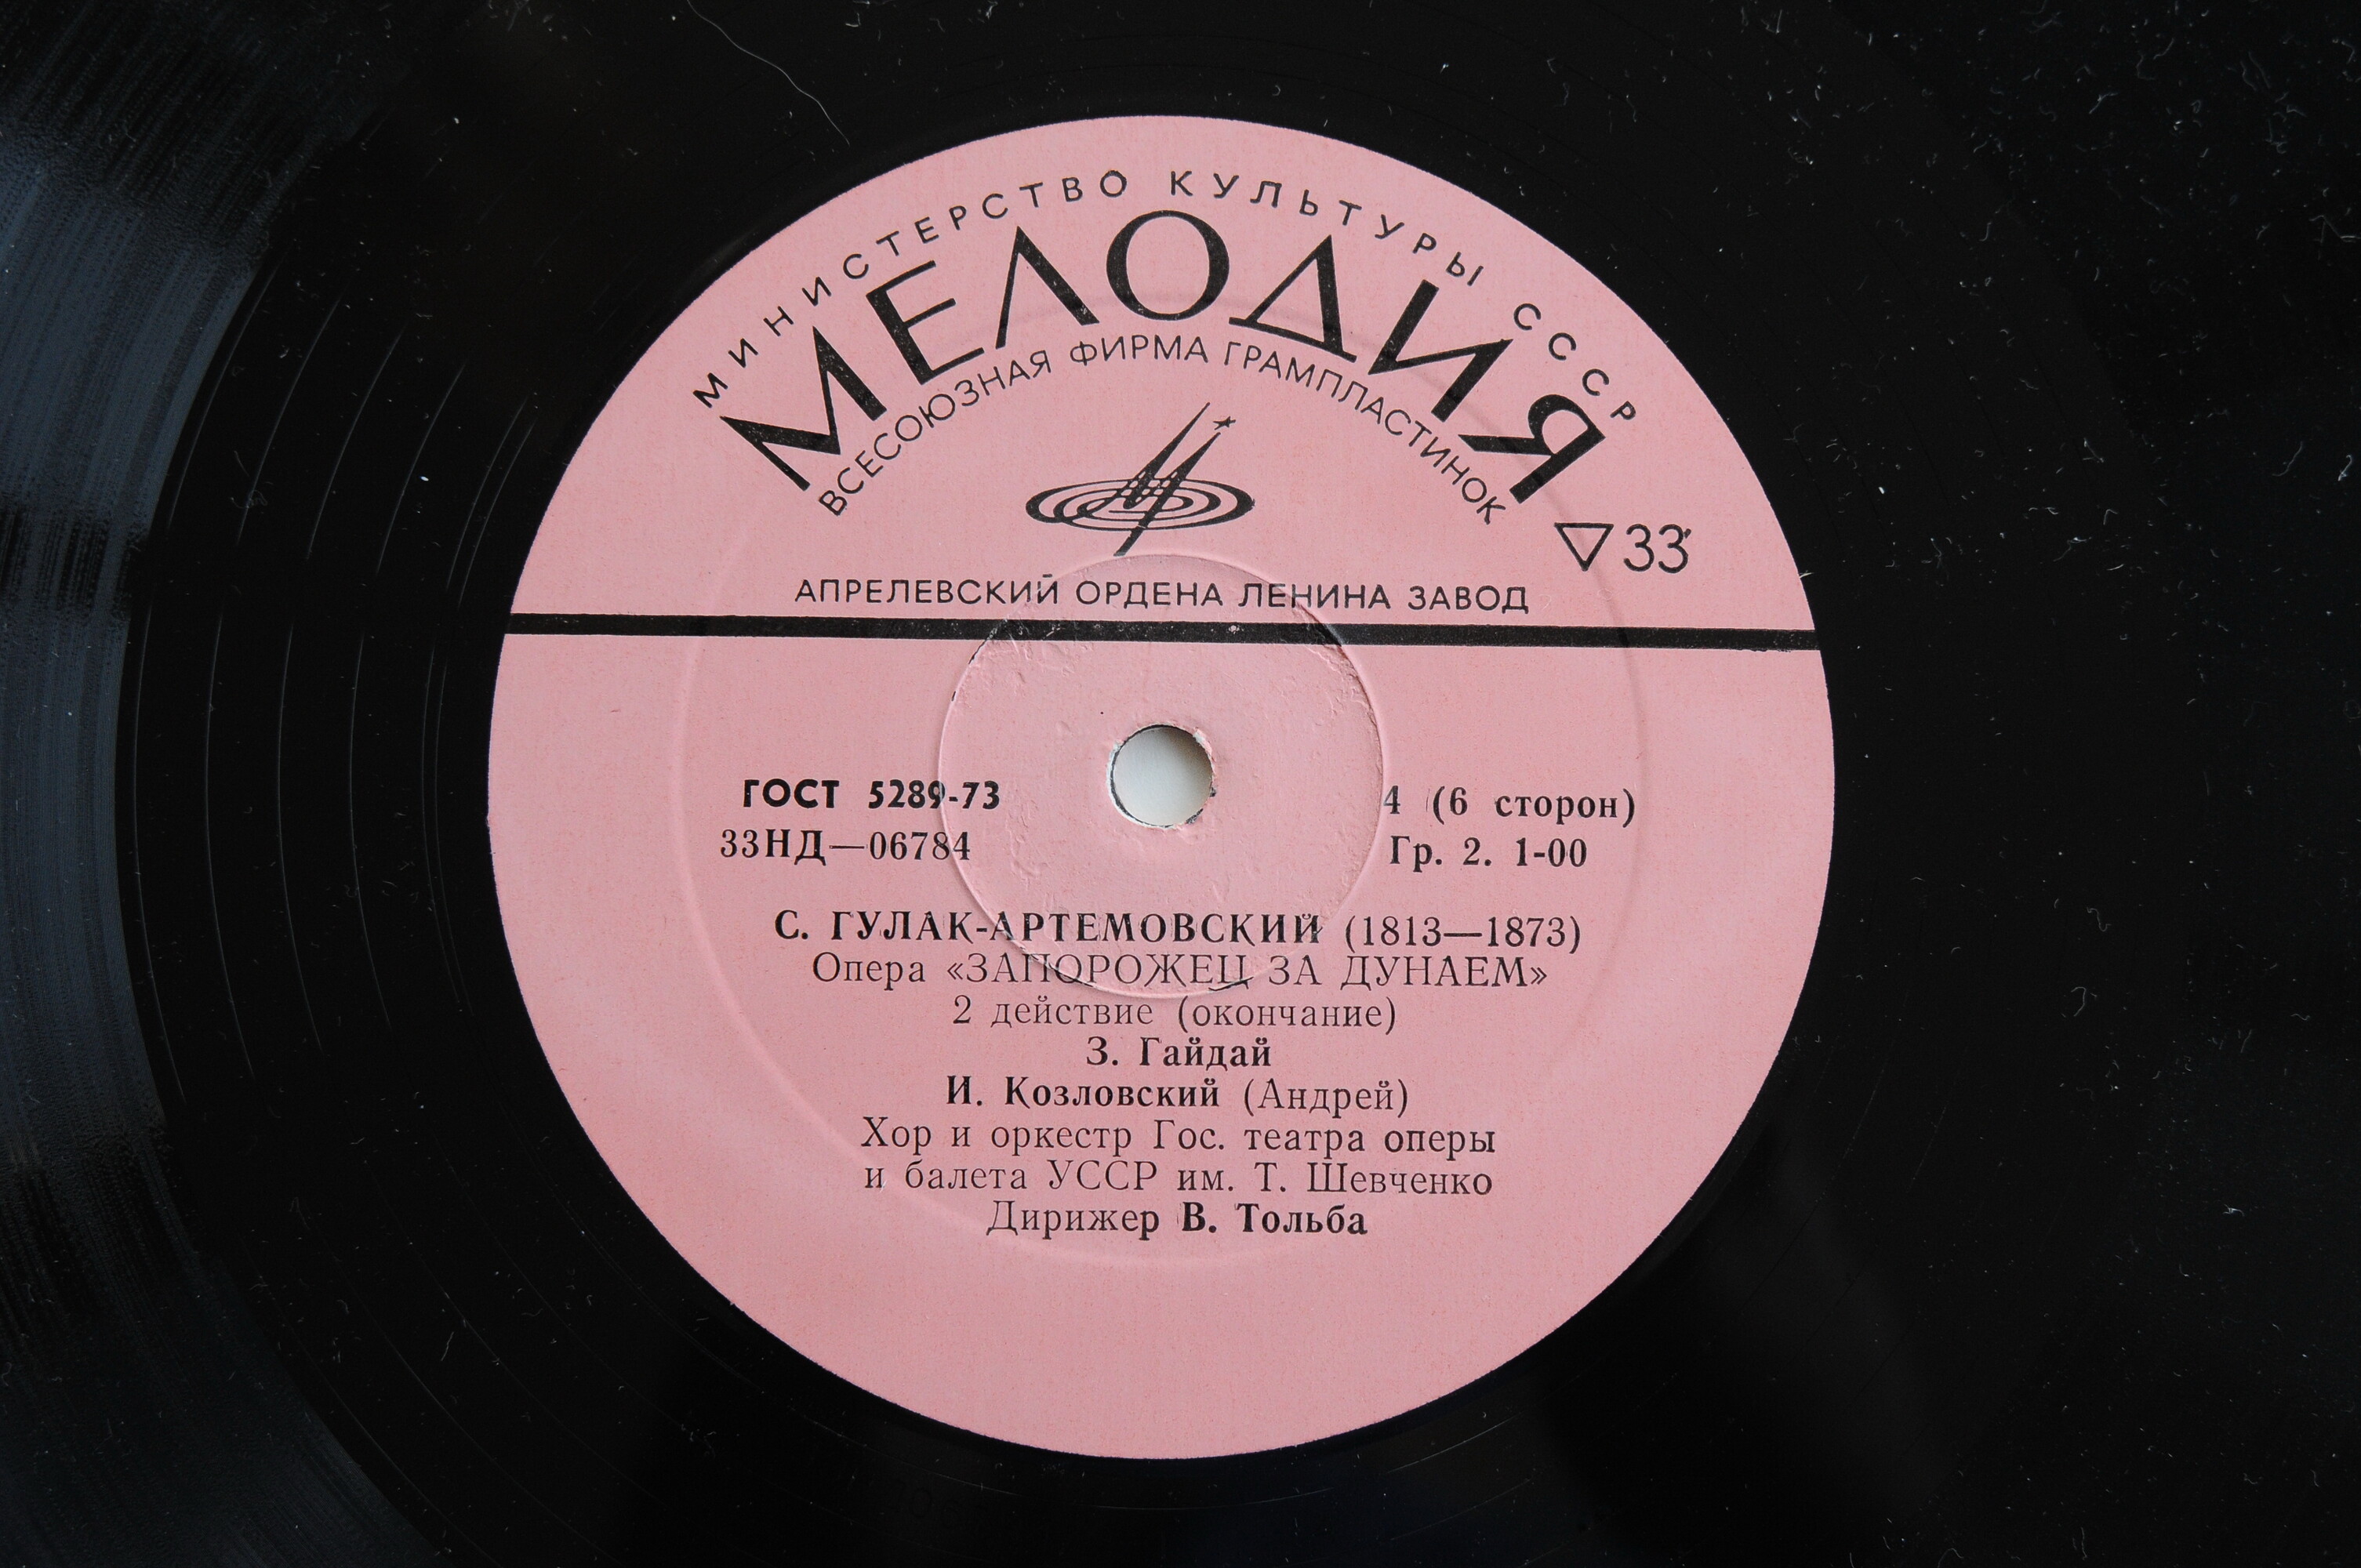 МИНИСТЕРСТВО КУЛЬТУРЫ СССР
МЕЛОДИЯ
ВСЕСОЮЗНАЯ ФИРМА ГРАМПЛАСТИНОК
▽33
АПРЕЛЕВСКИЙ ОРДЕНА ЛЕНИНА ЗАВОД
ГОСТ 5289-73
4 (6 сторон)
33НД—06784
Гр. 2. 1-00
С. ГУЛАК-АРТЕМОВСКИЙ (1813—1873)
Опера «ЗАПОРОЖЕЦ ЗА ДУНАЕМ»
2 действие (окончание)
З. Гайдай
И. Козловский (Андрей)
Хор и оркестр Гос. театра оперы
и балета УССР им. Т. Шевченко
Дирижер В. Тольба